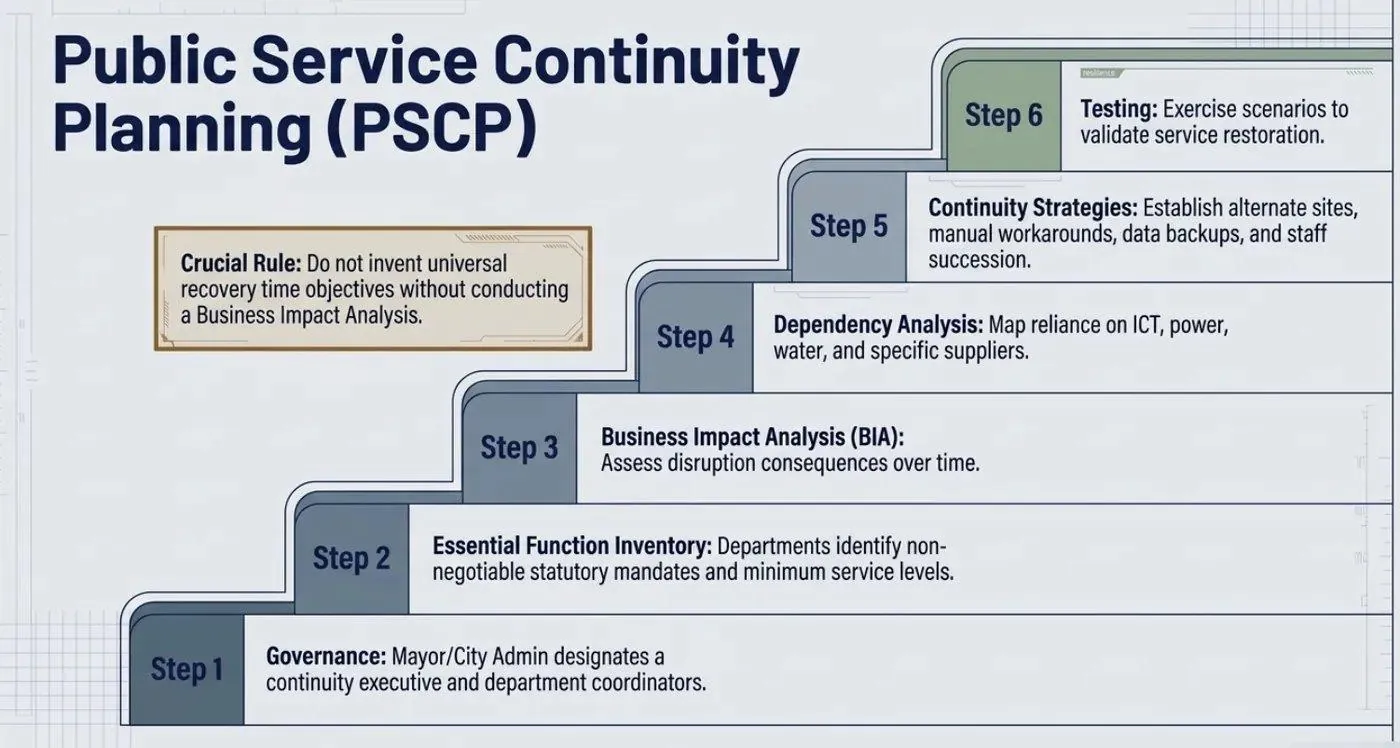 Public Service Continuity
Planning (PSCP)
Crucial Rule: Do not invent universal
recovery time objectives without conducting
a Business Impact Analysis.
resilience
Step 6
Testing: Exercise scenarios to
validate service restoration.
Step 5
Continuity Strategies: Establish alternate sites,
manual workarounds, data backups, and staff
succession.
Step 4
Dependency Analysis: Map reliance on ICT, power,
water, and specific suppliers.
Step 3
Business Impact Analysis (BIA):
Assess disruption consequences over time.
Step 2
Essential Function Inventory: Departments identify non-
negotiable statutory mandates and minimum service levels.
Step 1
Governance: Mayor/City Admin designates a
continuity executive and department coordinators.